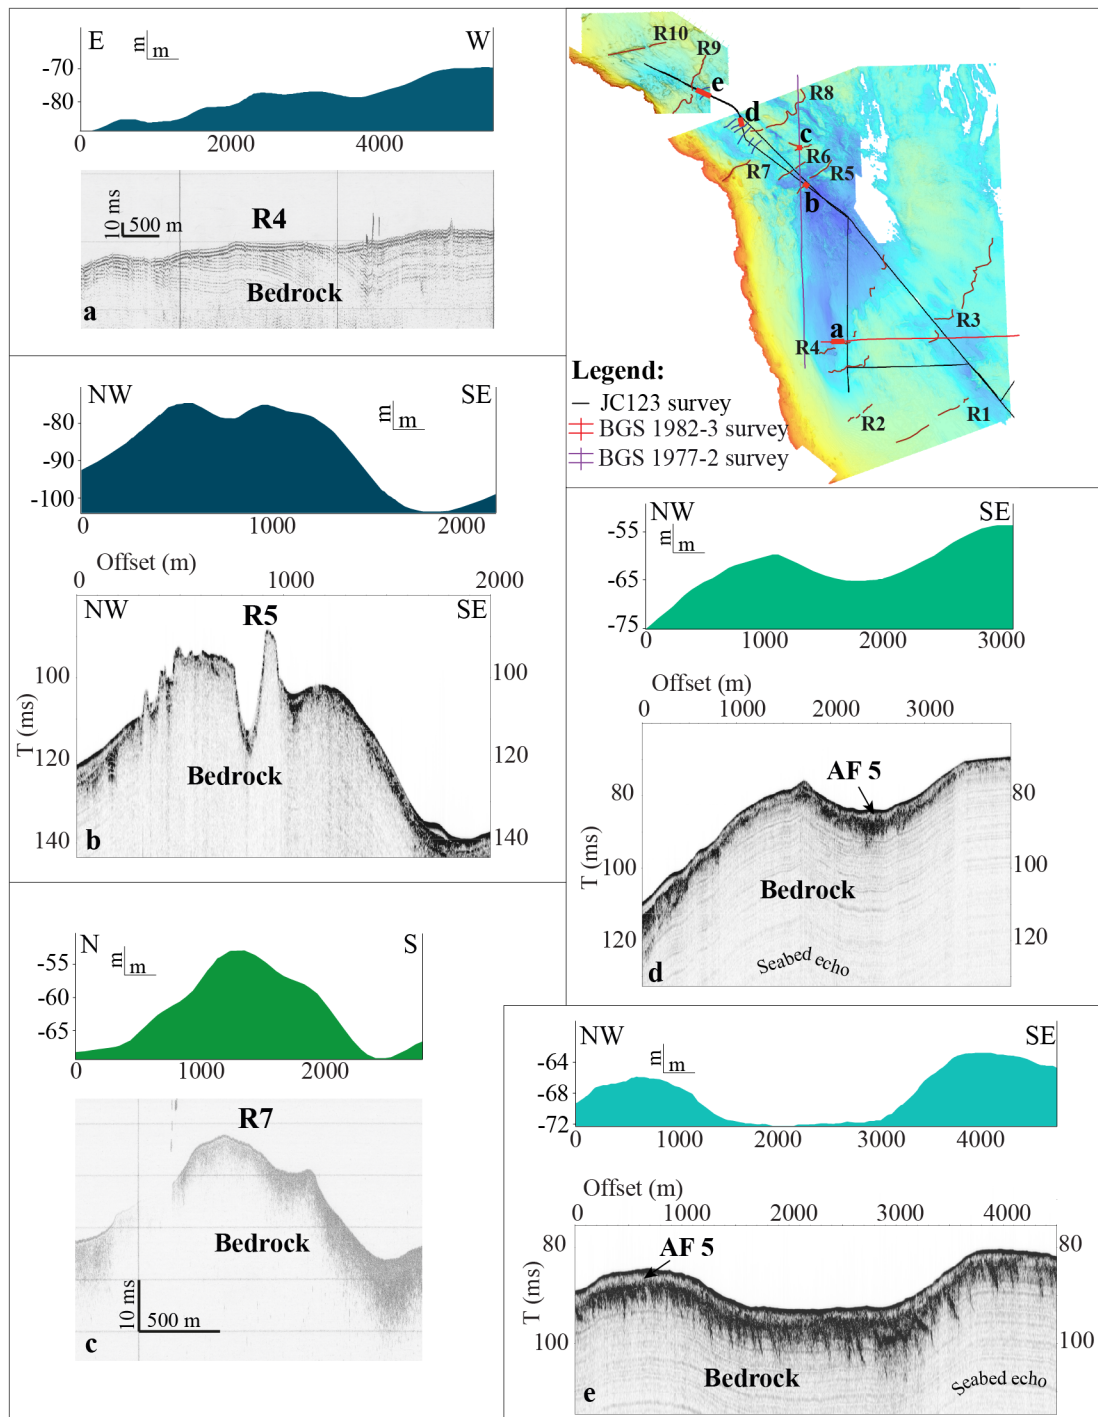 E
W
m
m
-70
-80
2000
4000
10 ms
500 m
R4
Bedrock
a
R10
R9
e
R8
d
c
R6
R5
R7
b
R3
a
R4
R1
R2
Legend:
JC123 survey
BGS 1982-3 survey
BGS 1977-2 survey
NW
SE
m
m
-80
-90
-100
0
1000
2000
Offset (m)
0
1000
2000
NW
SE
R5
T (ms)
100
120
140
100
120
140
Bedrock
b
NW
SE
m
m
-55
-65
-75
0
1000
2000
3000
Offset (m)
0
1000
2000
3000
AF 5
T (ms)
80
100
120
80
100
120
Bedrock
Seabed echo
d
N
S
m
m
-55
-60
-65
0
1000
2000
R7
Bedrock
10 ms
500 m
c
NW
SE
m
m
-64
-68
-72
0
1000
2000
3000
4000
Offset (m)
0
1000
2000
3000
4000
AF 5
T (ms)
80
100
80
100
Bedrock
Seabed echo
e